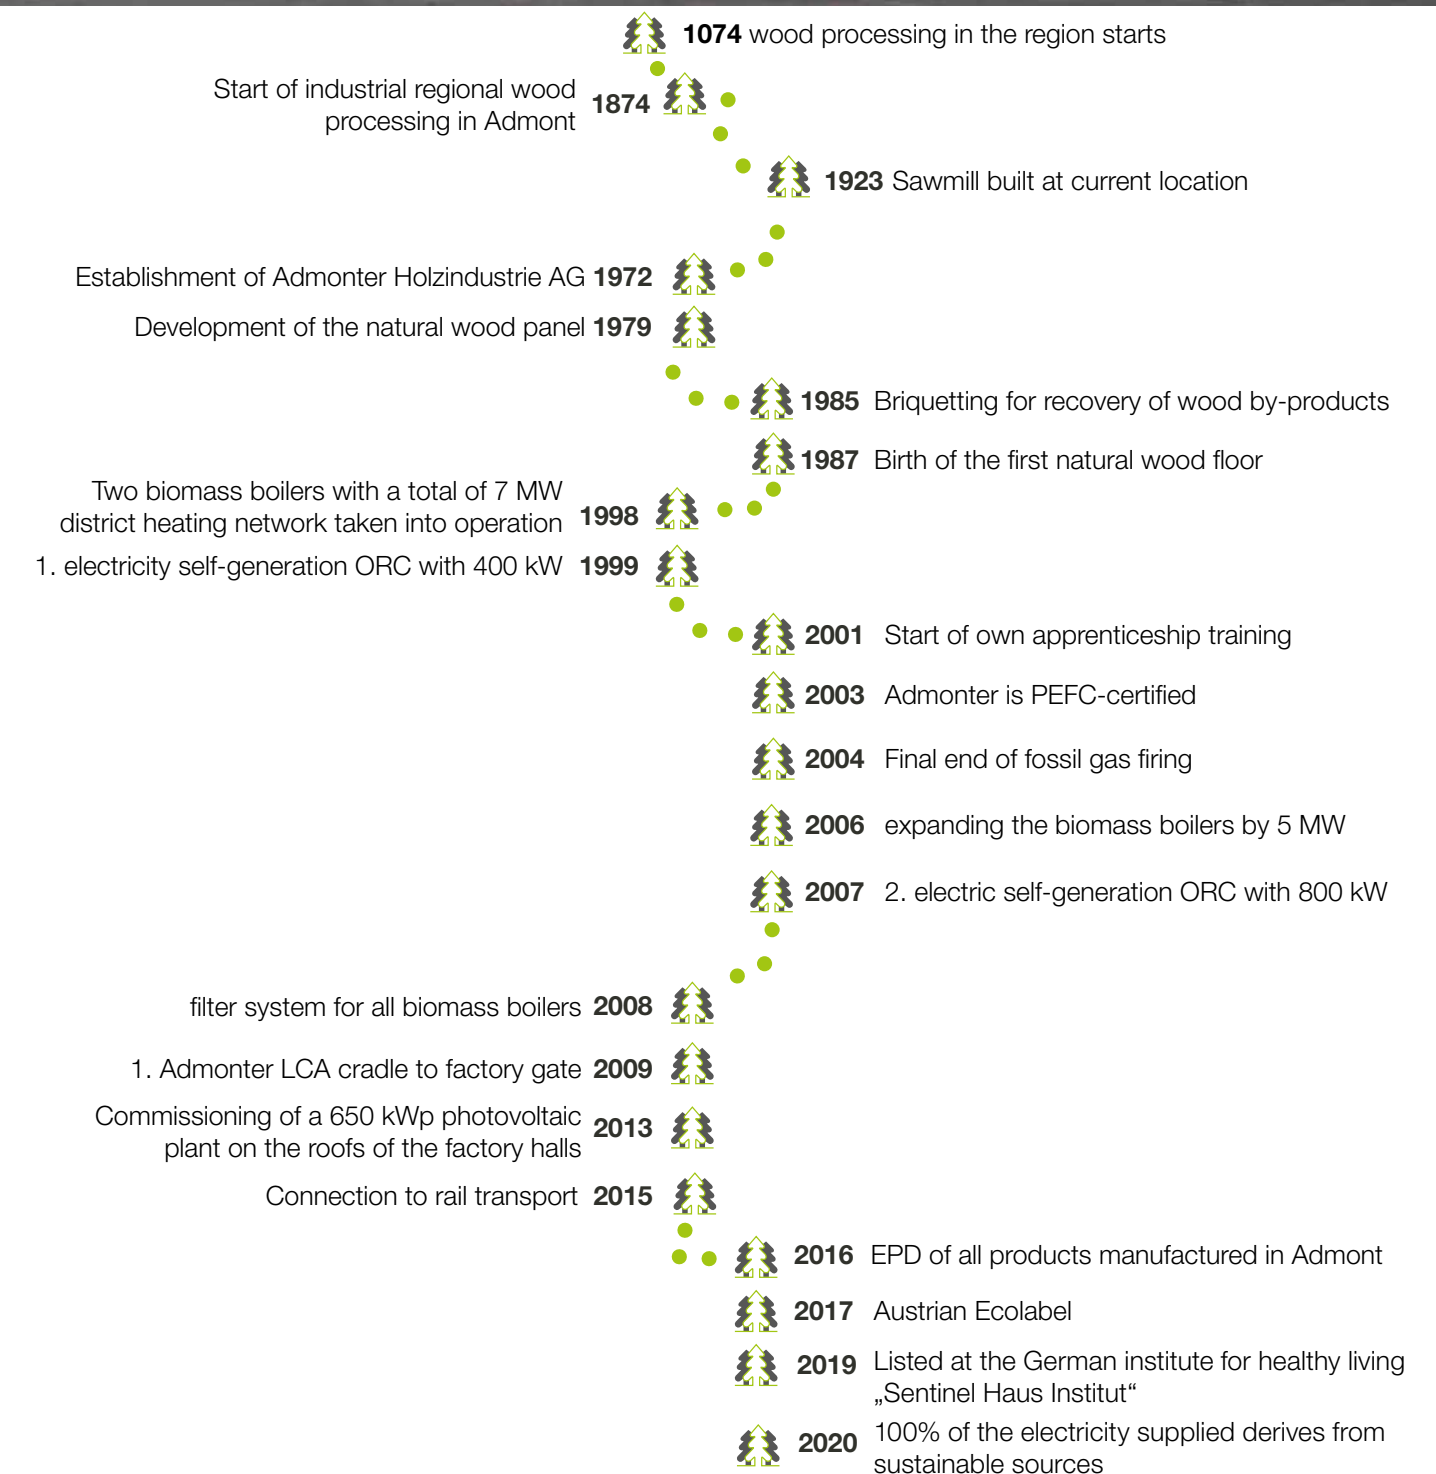 1074 wood processing in the region starts
Start of industrial regional wood
processing in Admont
1874
1923 Sawmill built at current location
Establishment of Admonter Holzindustrie AG 1972
Development of the natural wood panel 1979
1985 Briquetting for recovery of wood by-products
1987 Birth of the first natural wood floor
Two biomass boilers with a total of 7 MW
district heating network taken into operation
1998
1. electricity self-generation ORC with 400 kW 1999
2001 Start of own apprenticeship training
2003 Admonter is PEFC-certified
2004 Final end of fossil gas firing
2006 expanding the biomass boilers by 5 MW
2007 2. electric self-generation ORC with 800 kW
filter system for all biomass boilers 2008
1. Admonter LCA cradle to factory gate 2009
Commissioning of a 650 kWp photovoltaic
plant on the roofs of the factory halls
2013
Connection to rail transport 2015
2016 EPD of all products manufactured in Admont
2017 Austrian Ecolabel
2019 Listed at the German institute for healthy living
„Sentinel Haus Institut“
2020 100% of the electricity supplied derives from
sustainable sources